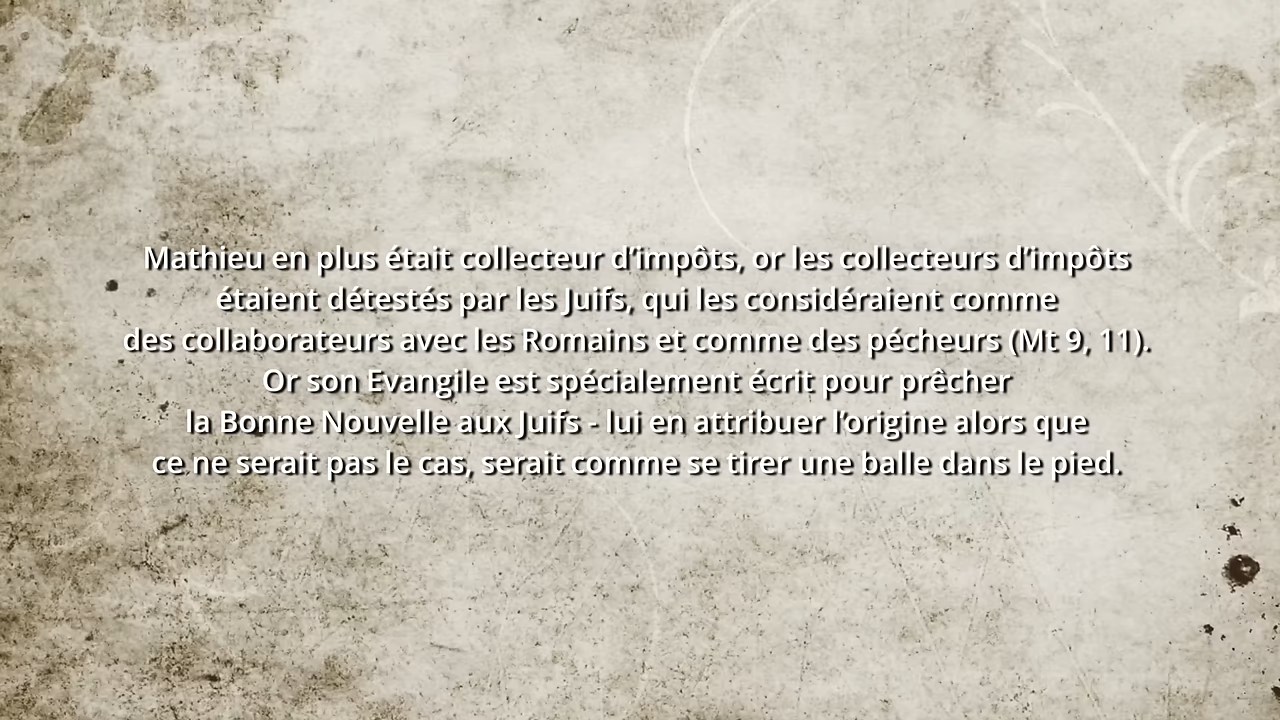 Mathieu en plus était collecteur d’impôts, or les collecteurs d’impôts
étaient détestés par les Juifs, qui les considéraient comme
des collaborateurs avec les Romains et comme des pécheurs (Mt 9, 11).
Or son Evangile est spécialement écrit pour prêcher
la Bonne Nouvelle aux Juifs - lui en attribuer l’origine alors que
ce ne serait pas le cas, serait comme se tirer une balle dans le pied.